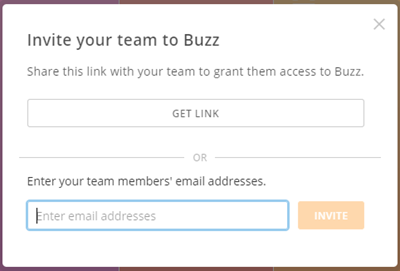 Invite your team to Buzz
Share this link with your team to grant them access to Buzz.
GET LINK
OR
Enter your team members' email addresses.
Enter email addresses
INVITE